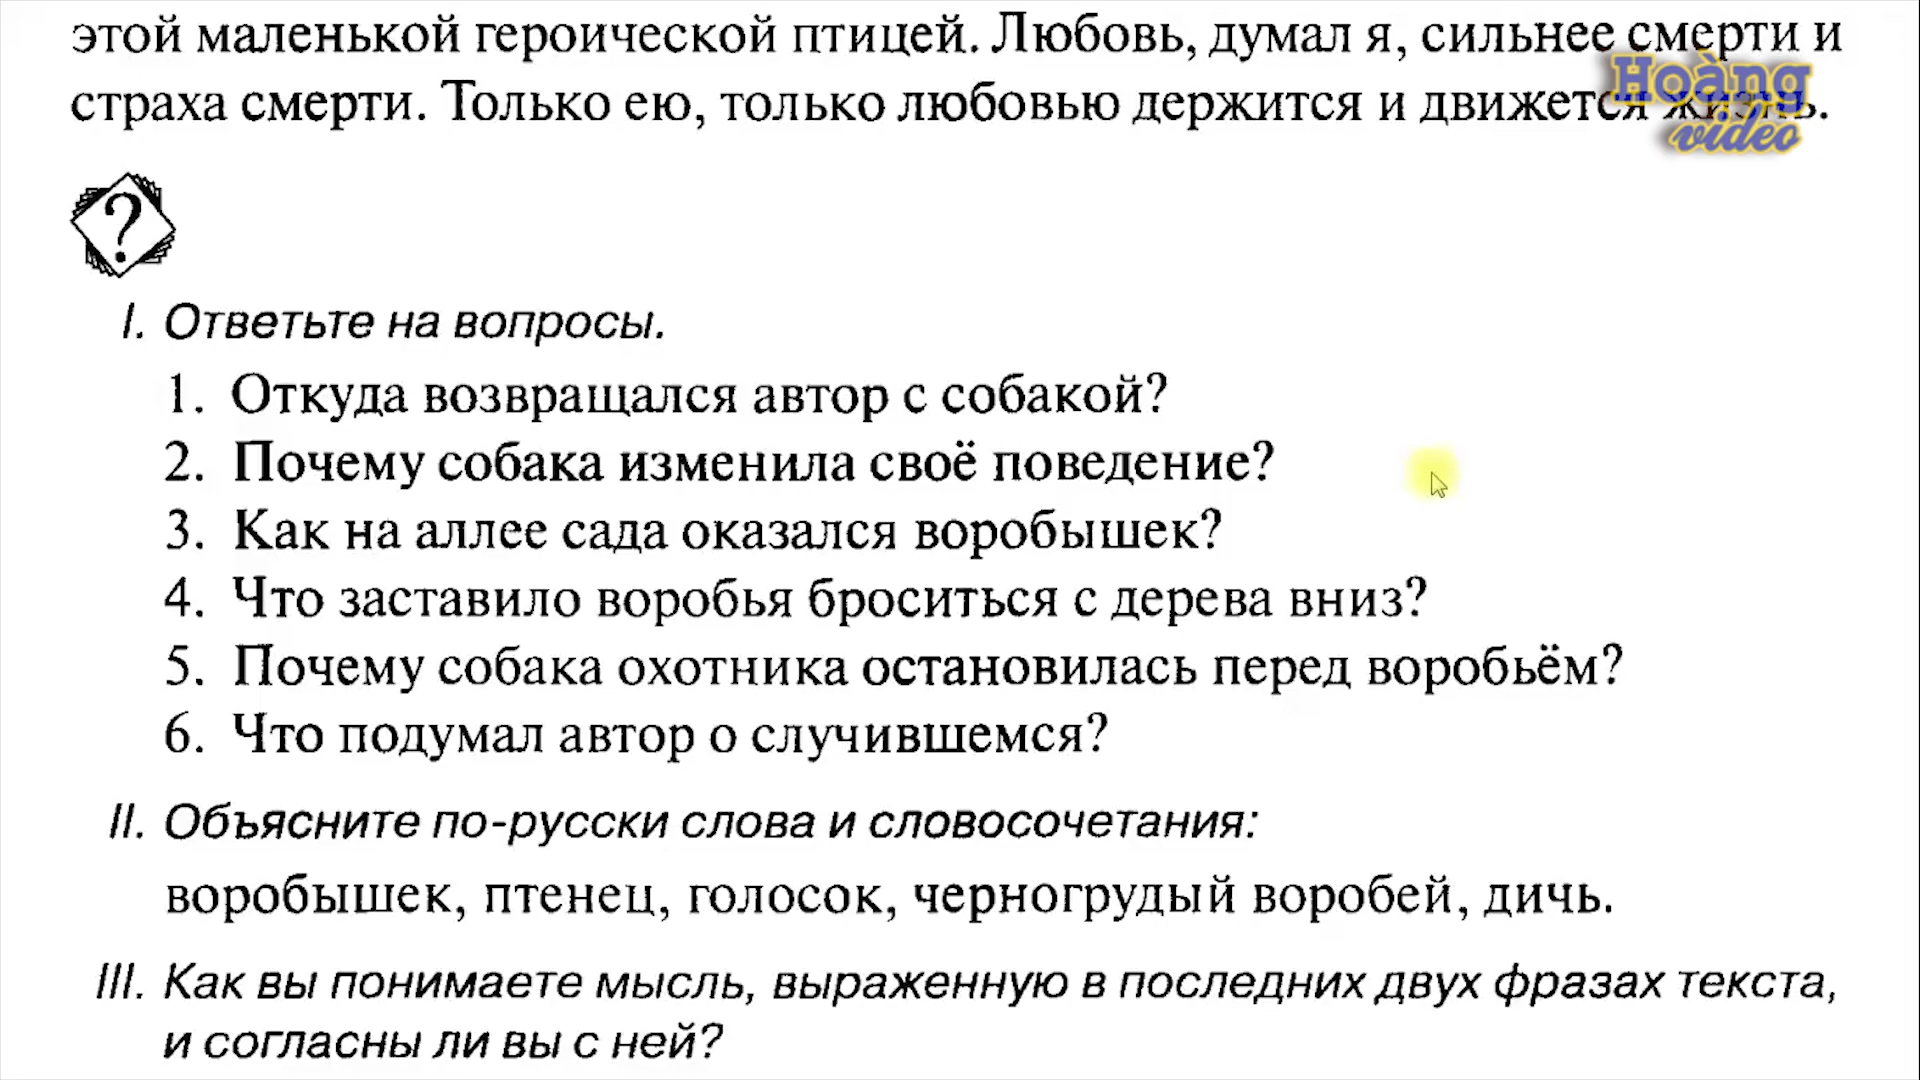 этой маленькой героической птицей. Любовь, думал я, сильнее смерти и
страха смерти. Только ею, только любовью держится и движется жизнь.
Hoàng
video
?
I. Ответьте на вопросы.
1. Откуда возвращался автор с собакой?
2. Почему собака изменила своё поведение?
3. Как на аллее сада оказался воробышек?
4. Что заставило воробья броситься с дерева вниз?
5. Почему собака охотника остановилась перед воробьём?
6. Что подумал автор о случившемся?
II. Объясните по-русски слова и словосочетания:
воробышек, птенец, голосок, черногрудый воробей, дичь.
III. Как вы понимаете мысль, выраженную в последних двух фразах текста,
и согласны ли вы с ней?